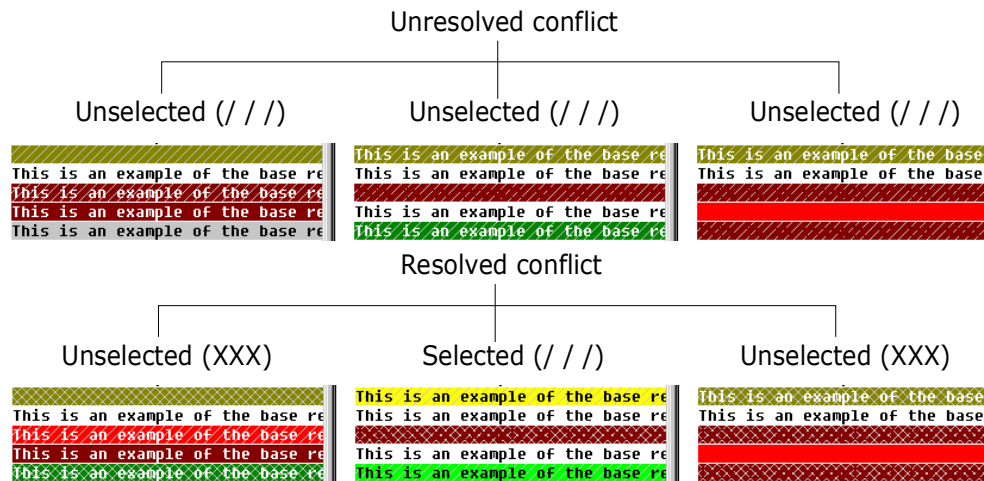 Unresolved conflict
Unselected (/ / /)
Unselected (/ / /)
Unselected (/ / /)
This is an example of the base re
This is an example of the base re
This is an example of the base re
This is an example of the base re
This is an example of the base re
This is an example of the base re
This is an example of the base re
This is an example of the base re
This is an example of the base
This is an example of the base
Resolved conflict
Unselected (XXX)
Selected (/ / /)
Unselected (XXX)
This is an example of the base re
This is an example of the base re
This is an example of the base re
This is an example of the base re
This is an example of the base re
This is an example of the base re
This is an example of the base re
This is an example of the base re
This is an example of the base
This is an example of the base